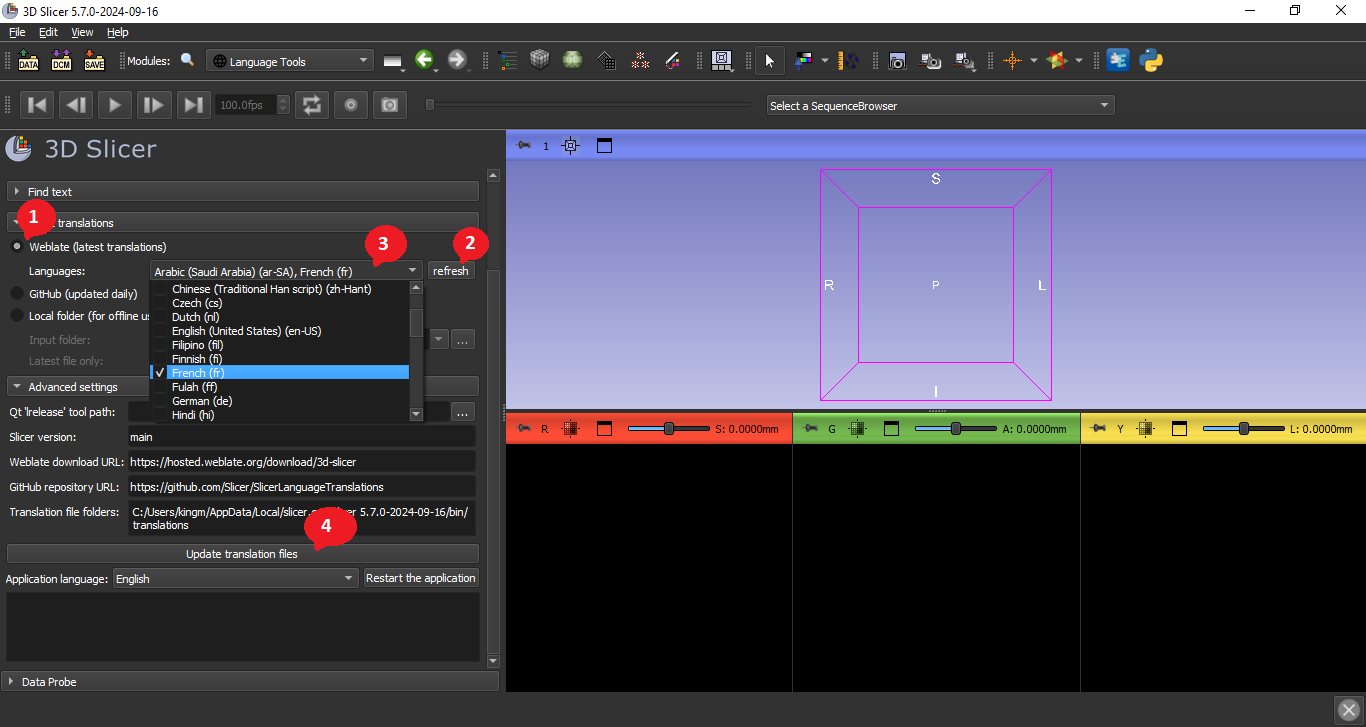 3D Slicer 5.7.0-2024-09-16
File Edit View Help
DATA DCM SAVE Modules: Language Tools
100.0fps Select a SequenceBrowser
3D Slicer
1
Find text
1
translations
Weblate (latest translations)
3
2
Languages: Arabic (Saudi Arabia) (ar-SA), French (fr) refresh
Chinese (Traditional Han script) (zh-Hant)
GitHub (updated daily)
Czech (cs)
Dutch (nl)
Local folder (for offline us
English (United States) (en-US)
Input folder:
Filipino (fil)
...
Latest file only:
Finnish (fi)
French (fr)
Advanced settings
Fulah (ff)
German (de)
Qt 'lrelease' tool path:
Hindi (hi)
...
Slicer version: main
Weblate download URL: https://hosted.weblate.org/download/3d-slicer
GitHub repository URL: https://github.com/Slicer/SlicerLanguageTranslations
Translation file folders: C:/Users/kingm/AppData/Local/slicer. er 5.7.0-2024-09-16/bin/
translations
4
Update translation files
Application language: English Restart the application
Data Probe
S
R P L
I
R S: 0.0000mm
G A: 0.0000mm
Y L: 0.0000mm